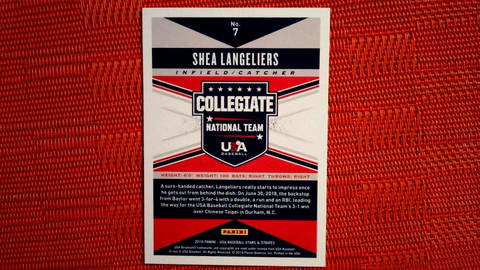 No.
7
SHEA LANGELIERS
INFIELD/CATCHER
COLLEGIATE
NATIONAL TEAM
USA
BASEBALL
HEIGHT: 6'0" WEIGHT: 190 BATS: RIGHT THROWS: RIGHT
A sure-handed catcher, Langeliers really starts to impress once
he gets out from behind the dish. On June 30, 2018, the backstop
from Baylor went 3-for-4 with a double, a run and an RBI, leading
the way for the USA Baseball Collegiate National Team's 3-1 win
over Chinese Taipei in Durham, N.C.
PANINI
2019 PANINI - USA BASEBALL STARS & STRIPES